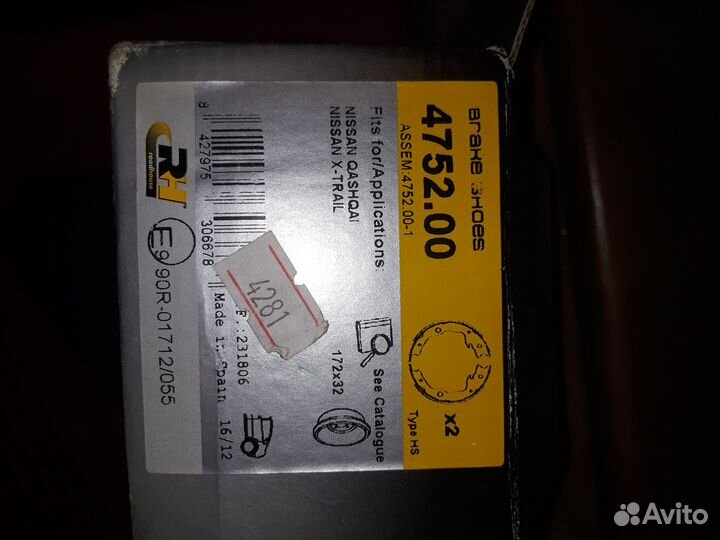 Brake Shoes
4752.00
ASSEM:4752.00-1
x2
Type HS
Fits for/Applications:
NISSAN QASHQAI
NISSAN X-TRAIL
See Catalogue
172x32
8 427975 306678
4281
.:231806
Made in Spain
16/12
RH
roadhouse
E9 90R-01712/055
Avito